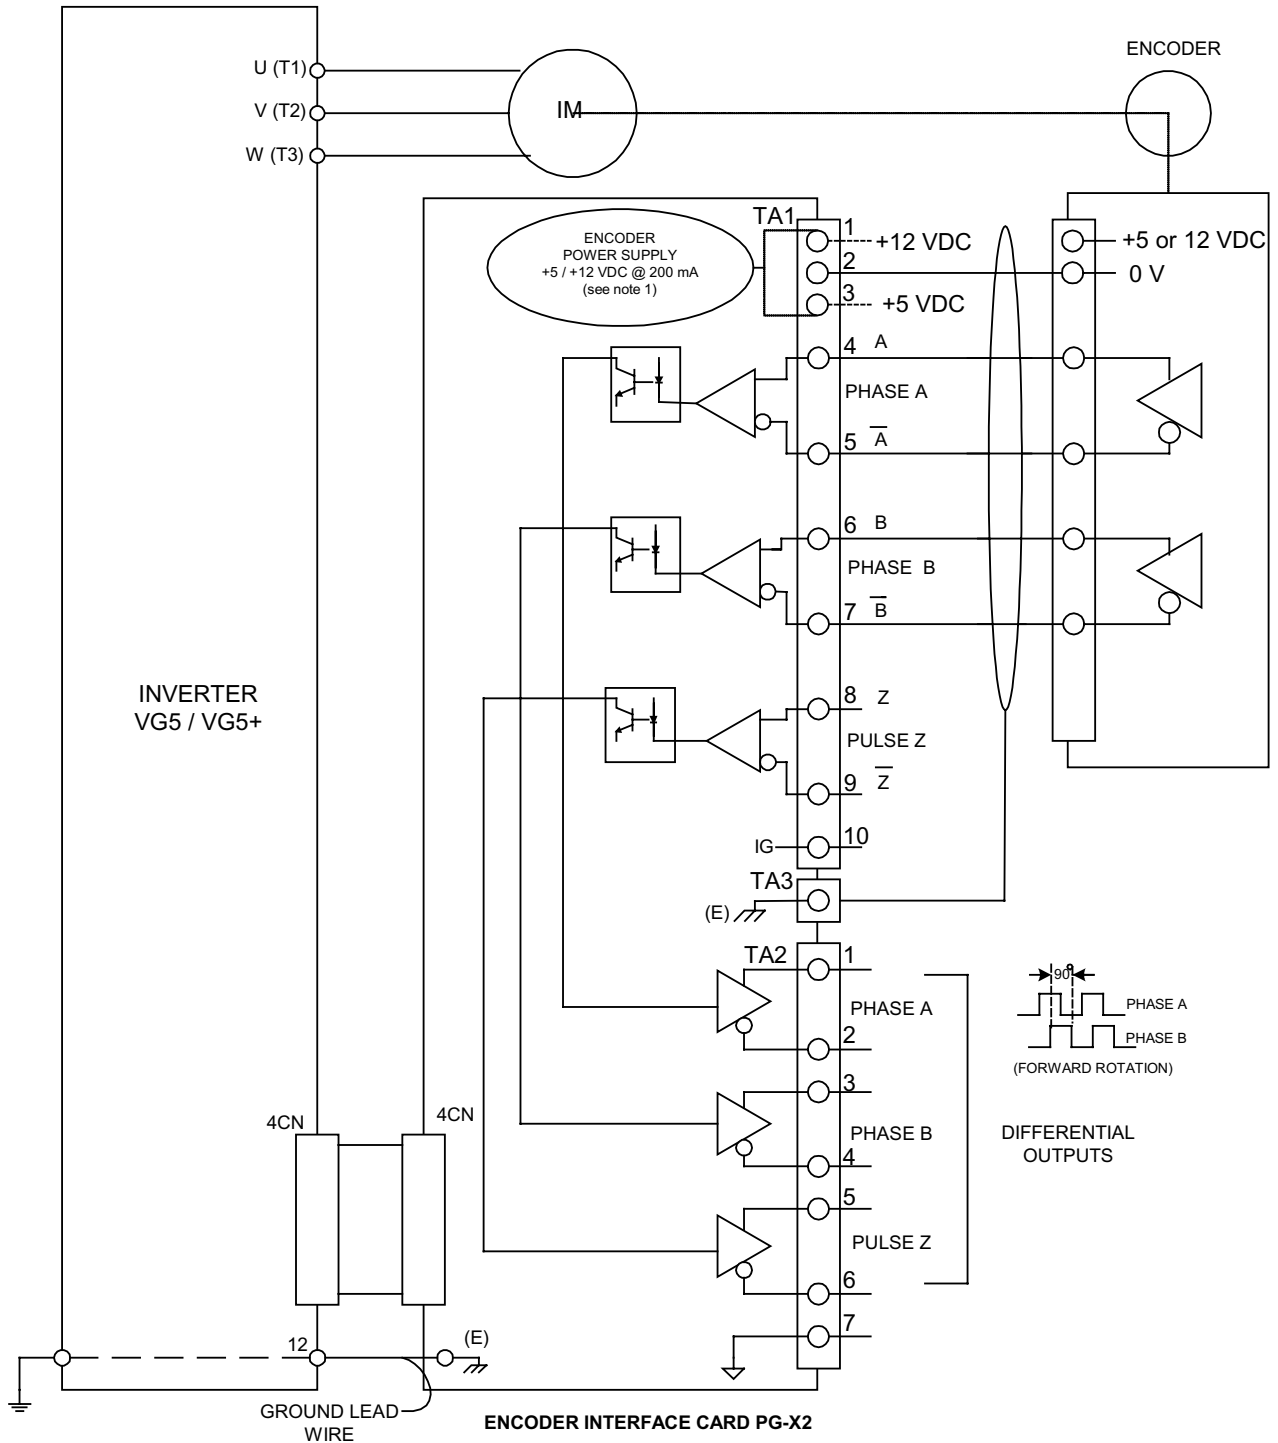 ENCODER
U (T1)
V (T2)
W (T3)
IM
TA1
ENCODER
POWER SUPPLY
+5 / +12 VDC @ 200 mA
(see note 1)
1
+12 VDC
+5 or 12 VDC
2
0 V
3
+5 VDC
4
A
PHASE A
5
A̅
6
B
PHASE B
7
B̅
INVERTER
VG5 / VG5+
8
Z
PULSE Z
9
Z̅
IG
10
TA3
(E)
TA2
1
PHASE A
2
3
PHASE B
4
5
PULSE Z
6
7
90°
PHASE A
PHASE B
(FORWARD ROTATION)
DIFFERENTIAL
OUTPUTS
4CN
4CN
12
(E)
GROUND LEAD
WIRE
ENCODER INTERFACE CARD PG-X2